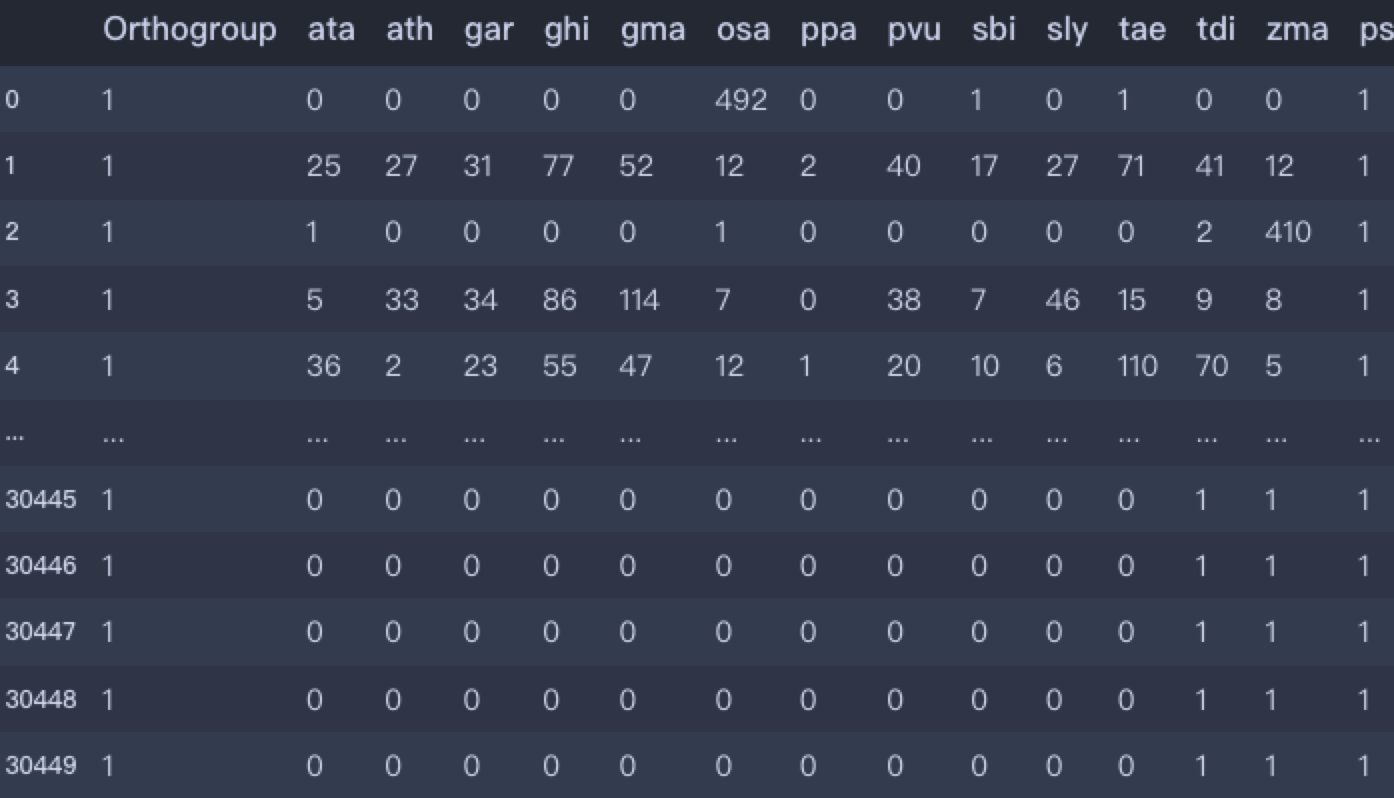 Orthogroup ata ath gar ghi gma osa ppa pvu sbi sly tae tdi zma ps
0 1 0 0 0 0 0 492 0 0 1 0 1 0 0 1
1 1 25 27 31 77 52 12 2 40 17 27 71 41 12 1
2 1 1 0 0 0 0 1 0 0 0 0 0 2 410 1
3 1 5 33 34 86 114 7 0 38 7 46 15 9 8 1
4 1 36 2 23 55 47 12 1 20 10 6 110 70 5 1
... ... ... ... ... ... ... ... ... ... ... ... ... ... ... ...
30445 1 0 0 0 0 0 0 0 0 0 0 0 1 1 1
30446 1 0 0 0 0 0 0 0 0 0 0 0 1 1 1
30447 1 0 0 0 0 0 0 0 0 0 0 0 1 1 1
30448 1 0 0 0 0 0 0 0 0 0 0 0 1 1 1
30449 1 0 0 0 0 0 0 0 0 0 0 0 1 1 1